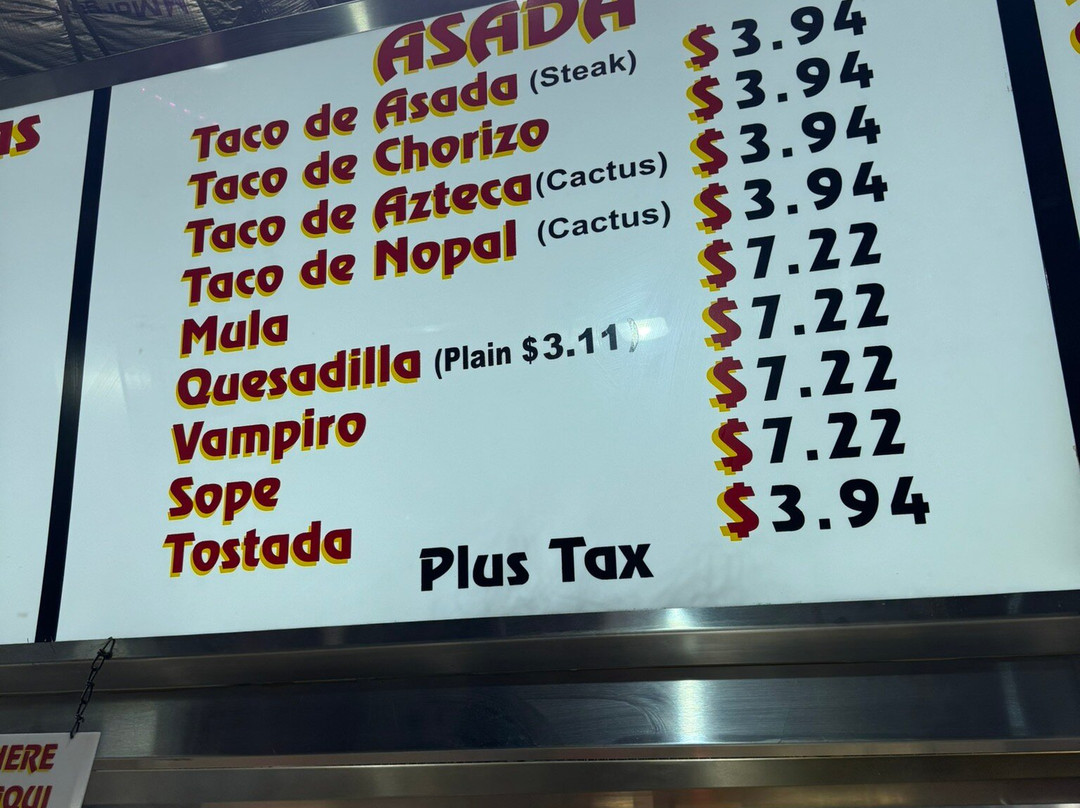 ASADA
Taco de Asada (Steak) $3.94
Taco de Chorizo $3.94
Taco de Azteca (Cactus) $3.94
Taco de Nopal (Cactus) $3.94
Mula $7.22
Quesadilla (Plain $3.11) $7.22
Vampiro $7.22
Sope $7.22
Tostada $3.94
Plus Tax